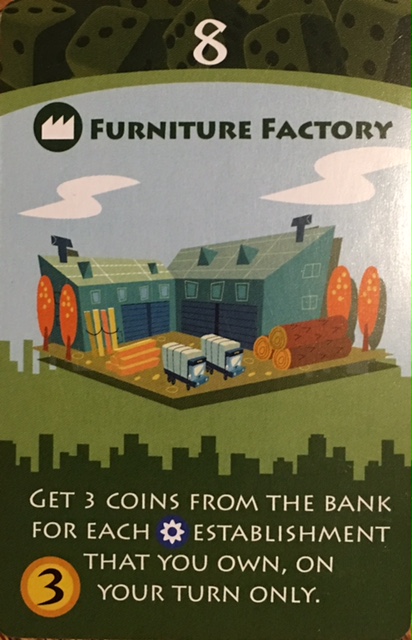 8
FURNITURE FACTORY
GET 3 COINS FROM THE BANK
FOR EACH ESTABLISHMENT
THAT YOU OWN, ON
YOUR TURN ONLY.
3